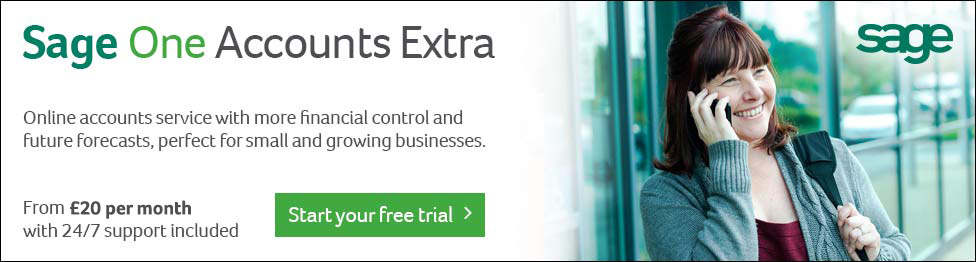 Sage One Accounts Extra
sage
Online accounts service with more financial control and
future forecasts, perfect for small and growing businesses.
From £20 per month
with 24/7 support included
Start your free trial >